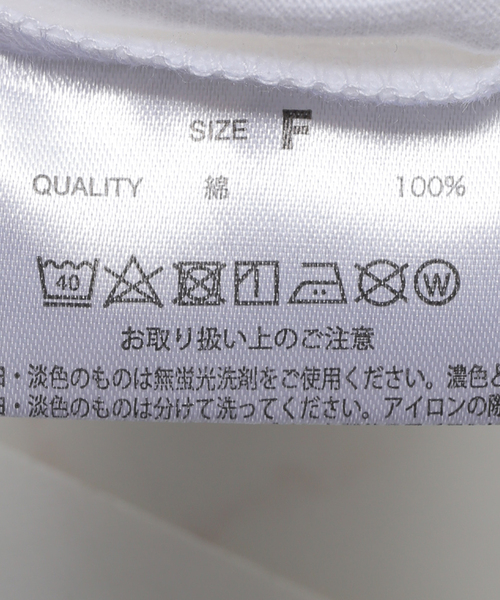 SIZE F
QUALITY 綿 100%
40 W
お取り扱い上のご注意
・淡色のものは無蛍光洗剤をご使用ください。濃色と
・淡色のものは分けて洗ってください。アイロンの際